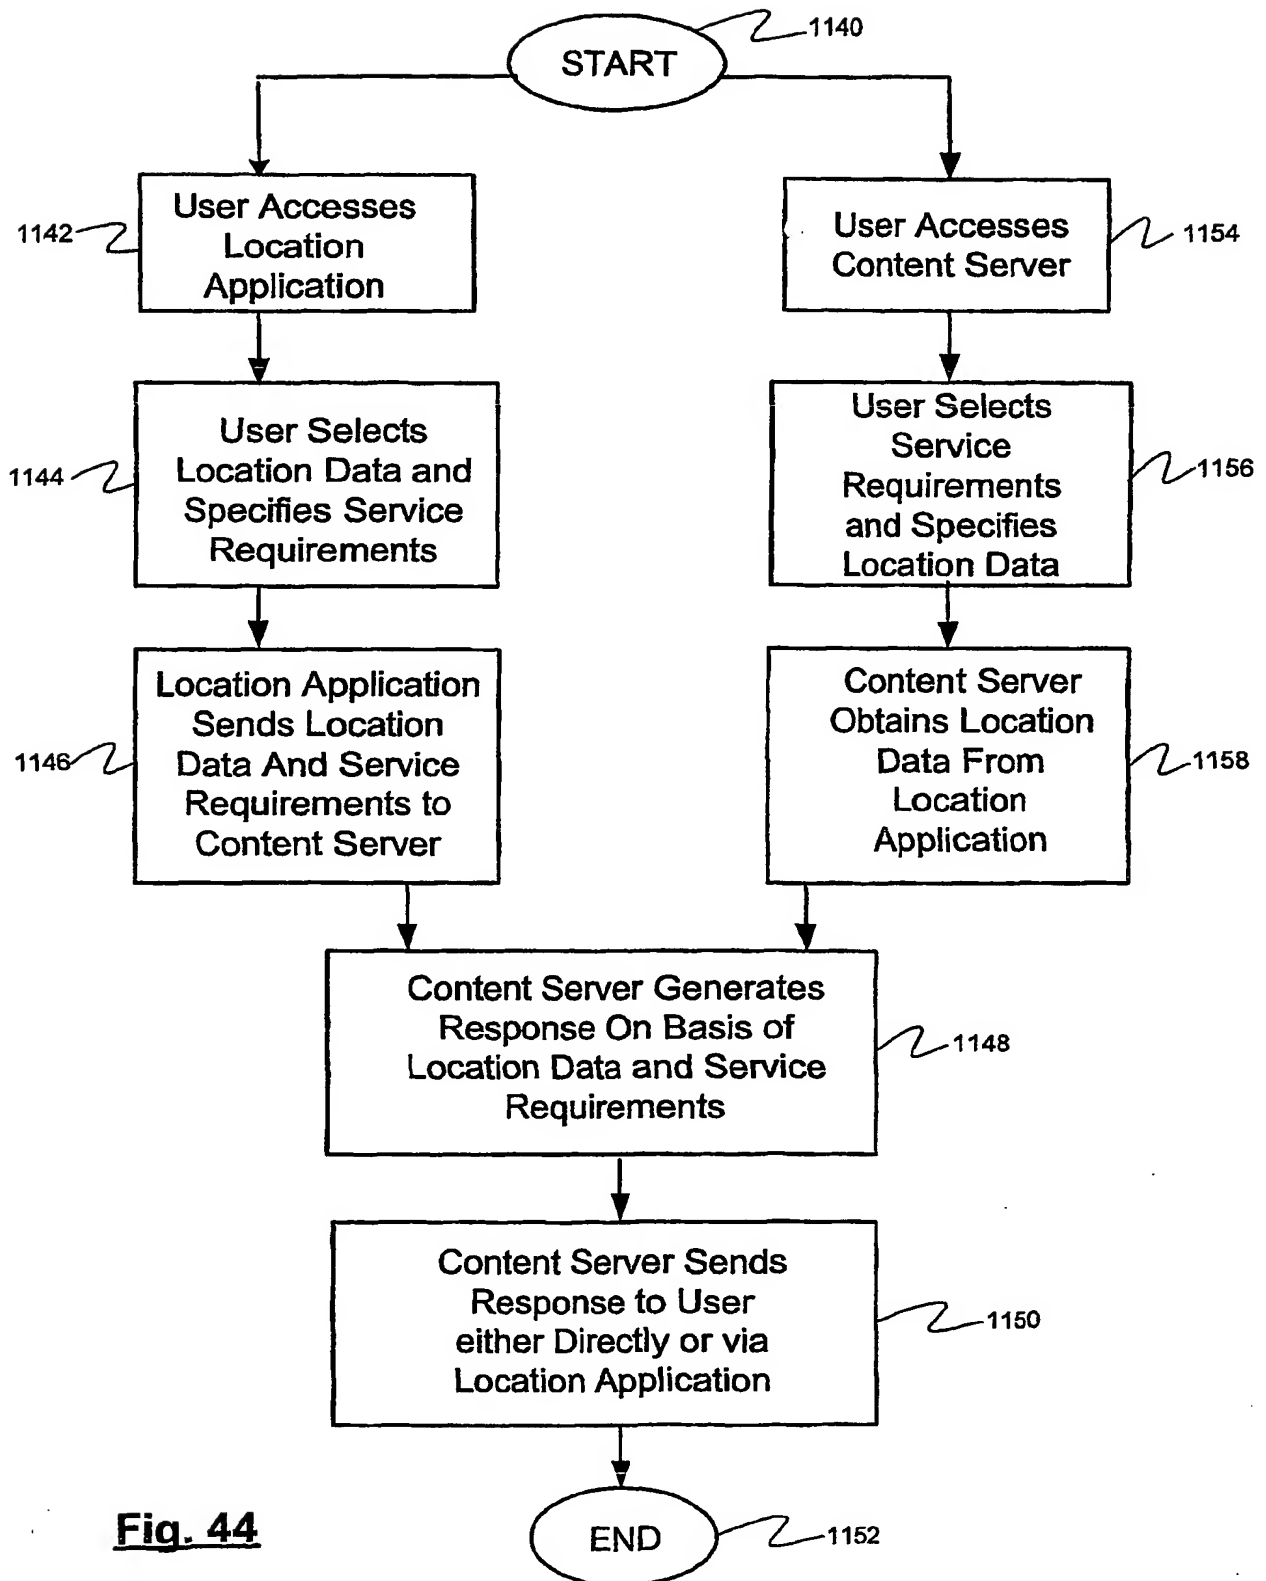 START
1140
User Accesses
Location
Application
1142
User Accesses
Content Server
1154
User Selects
Location Data and
Specifies Service
Requirements
1144
User Selects
Service
Requirements
and Specifies
Location Data
1156
Location Application
Sends Location
Data And Service
Requirements to
Content Server
1146
Content Server
Obtains Location
Data From
Location
Application
1158
Content Server Generates
Response On Basis of
Location Data and Service
Requirements
1148
Content Server Sends
Response to User
either Directly or via
Location Application
1150
END
1152
Fig. 44